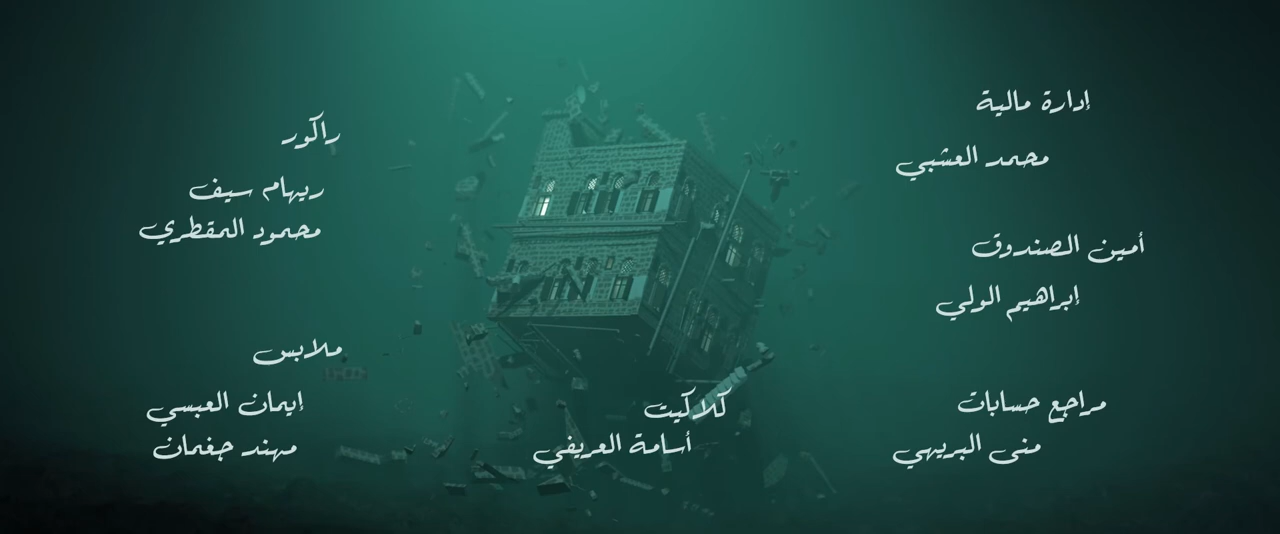 إدارة مالية
محمد العشبي
أمين الصندوق
إبراهيم الولي
مراجع حسابات
منى البريهي
كلاكيت
أسامة العريفي
راكور
ريهام سيف
محمود المقطري
ملابس
إيمان العبسي
مهند جغمان